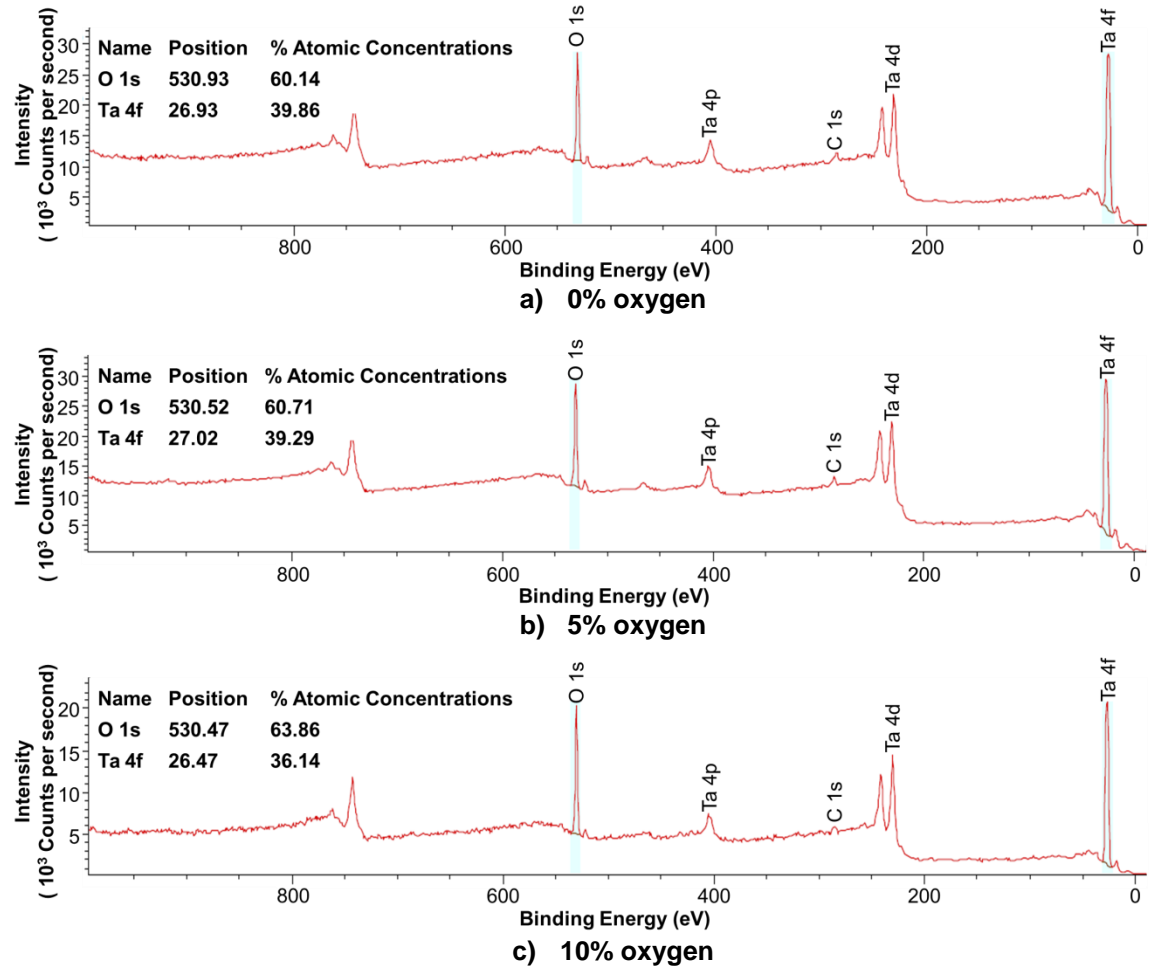 O 1s
Ta 4p
C 1s
Ta 4d
Ta 4f
Name Position % Atomic Concentrations
O 1s 530.93 60.14
Ta 4f 26.93 39.86
Intensity
( 10³ Counts per second)
30
25
20
15
10
5
800 600 400 200 0
Binding Energy (eV)
a) 0% oxygen
O 1s
Ta 4p
C 1s
Ta 4d
Ta 4f
Name Position % Atomic Concentrations
O 1s 530.52 60.71
Ta 4f 27.02 39.29
Intensity
( 10³ Counts per second)
30
25
20
15
10
5
800 600 400 200 0
Binding Energy (eV)
b) 5% oxygen
O 1s
Ta 4p
C 1s
Ta 4d
Ta 4f
Name Position % Atomic Concentrations
O 1s 530.47 63.86
Ta 4f 26.47 36.14
Intensity
( 10³ Counts per second)
20
15
10
5
800 600 400 200 0
Binding Energy (eV)
c) 10% oxygen